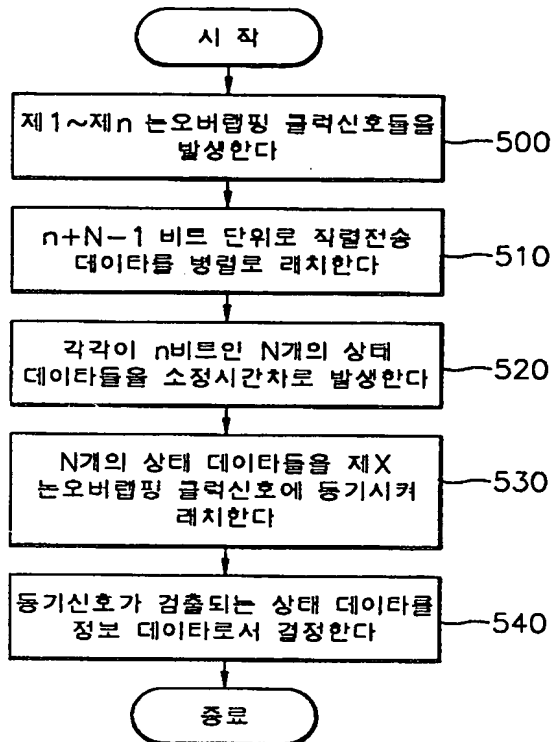 시 작
제1~제n 논오버랩핑 클럭신호들을
발생한다
500
n+N-1 비트 단위로 직렬전송
데이타를 병렬로 래치한다
510
각각이 n비트인 N개의 상태
데이타들을 소정시간차로 발생한다
520
N개의 상태 데이타들을 제X
논오버랩핑 클럭신호에 동기시켜
래치한다
530
동기신호가 검출되는 상태 데이타를
정보 데이타로서 결정한다
540
종료